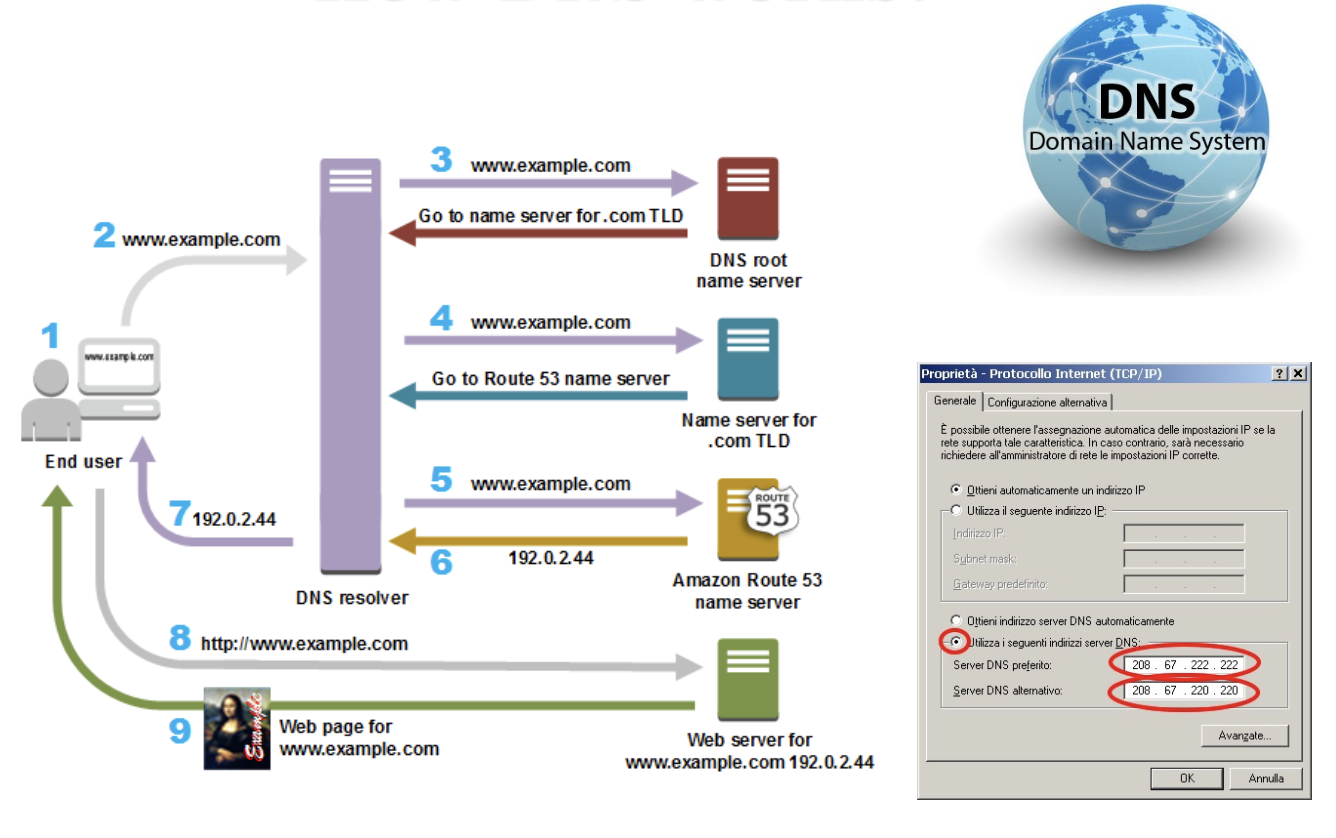 DNS
Domain Name System
3 www.example.com
Go to name server for .com TLD
DNS root
name server
2 www.example.com
1
www.example.com
End user
4 www.example.com
Go to Route 53 name server
Name server for
.com TLD
5 www.example.com
ROUTE
53
6 192.0.2.44
Amazon Route 53
name server
7 192.0.2.44
DNS resolver
8 http://www.example.com
9
Example
Web page for
www.example.com
Web server for
www.example.com 192.0.2.44
Proprietà - Protocollo Internet (TCP/IP)
? X
Generale
Configurazione alternativa
È possibile ottenere l'assegnazione automatica delle impostazioni IP se la
rete supporta tale caratteristica. In caso contrario, sarà necessario
richiedere all'amministratore di rete le impostazioni IP corrette.
Ottieni automaticamente un indirizzo IP
Utilizza il seguente indirizzo IP:
Indirizzo IP:
Subnet mask:
Gateway predefinito:
Ottieni indirizzo server DNS automaticamente
Utilizza i seguenti indirizzi server DNS:
Server DNS preferito: 208 . 67 . 222 . 222
Server DNS alternativo: 208 . 67 . 220 . 220
Avanzate...
OK
Annulla